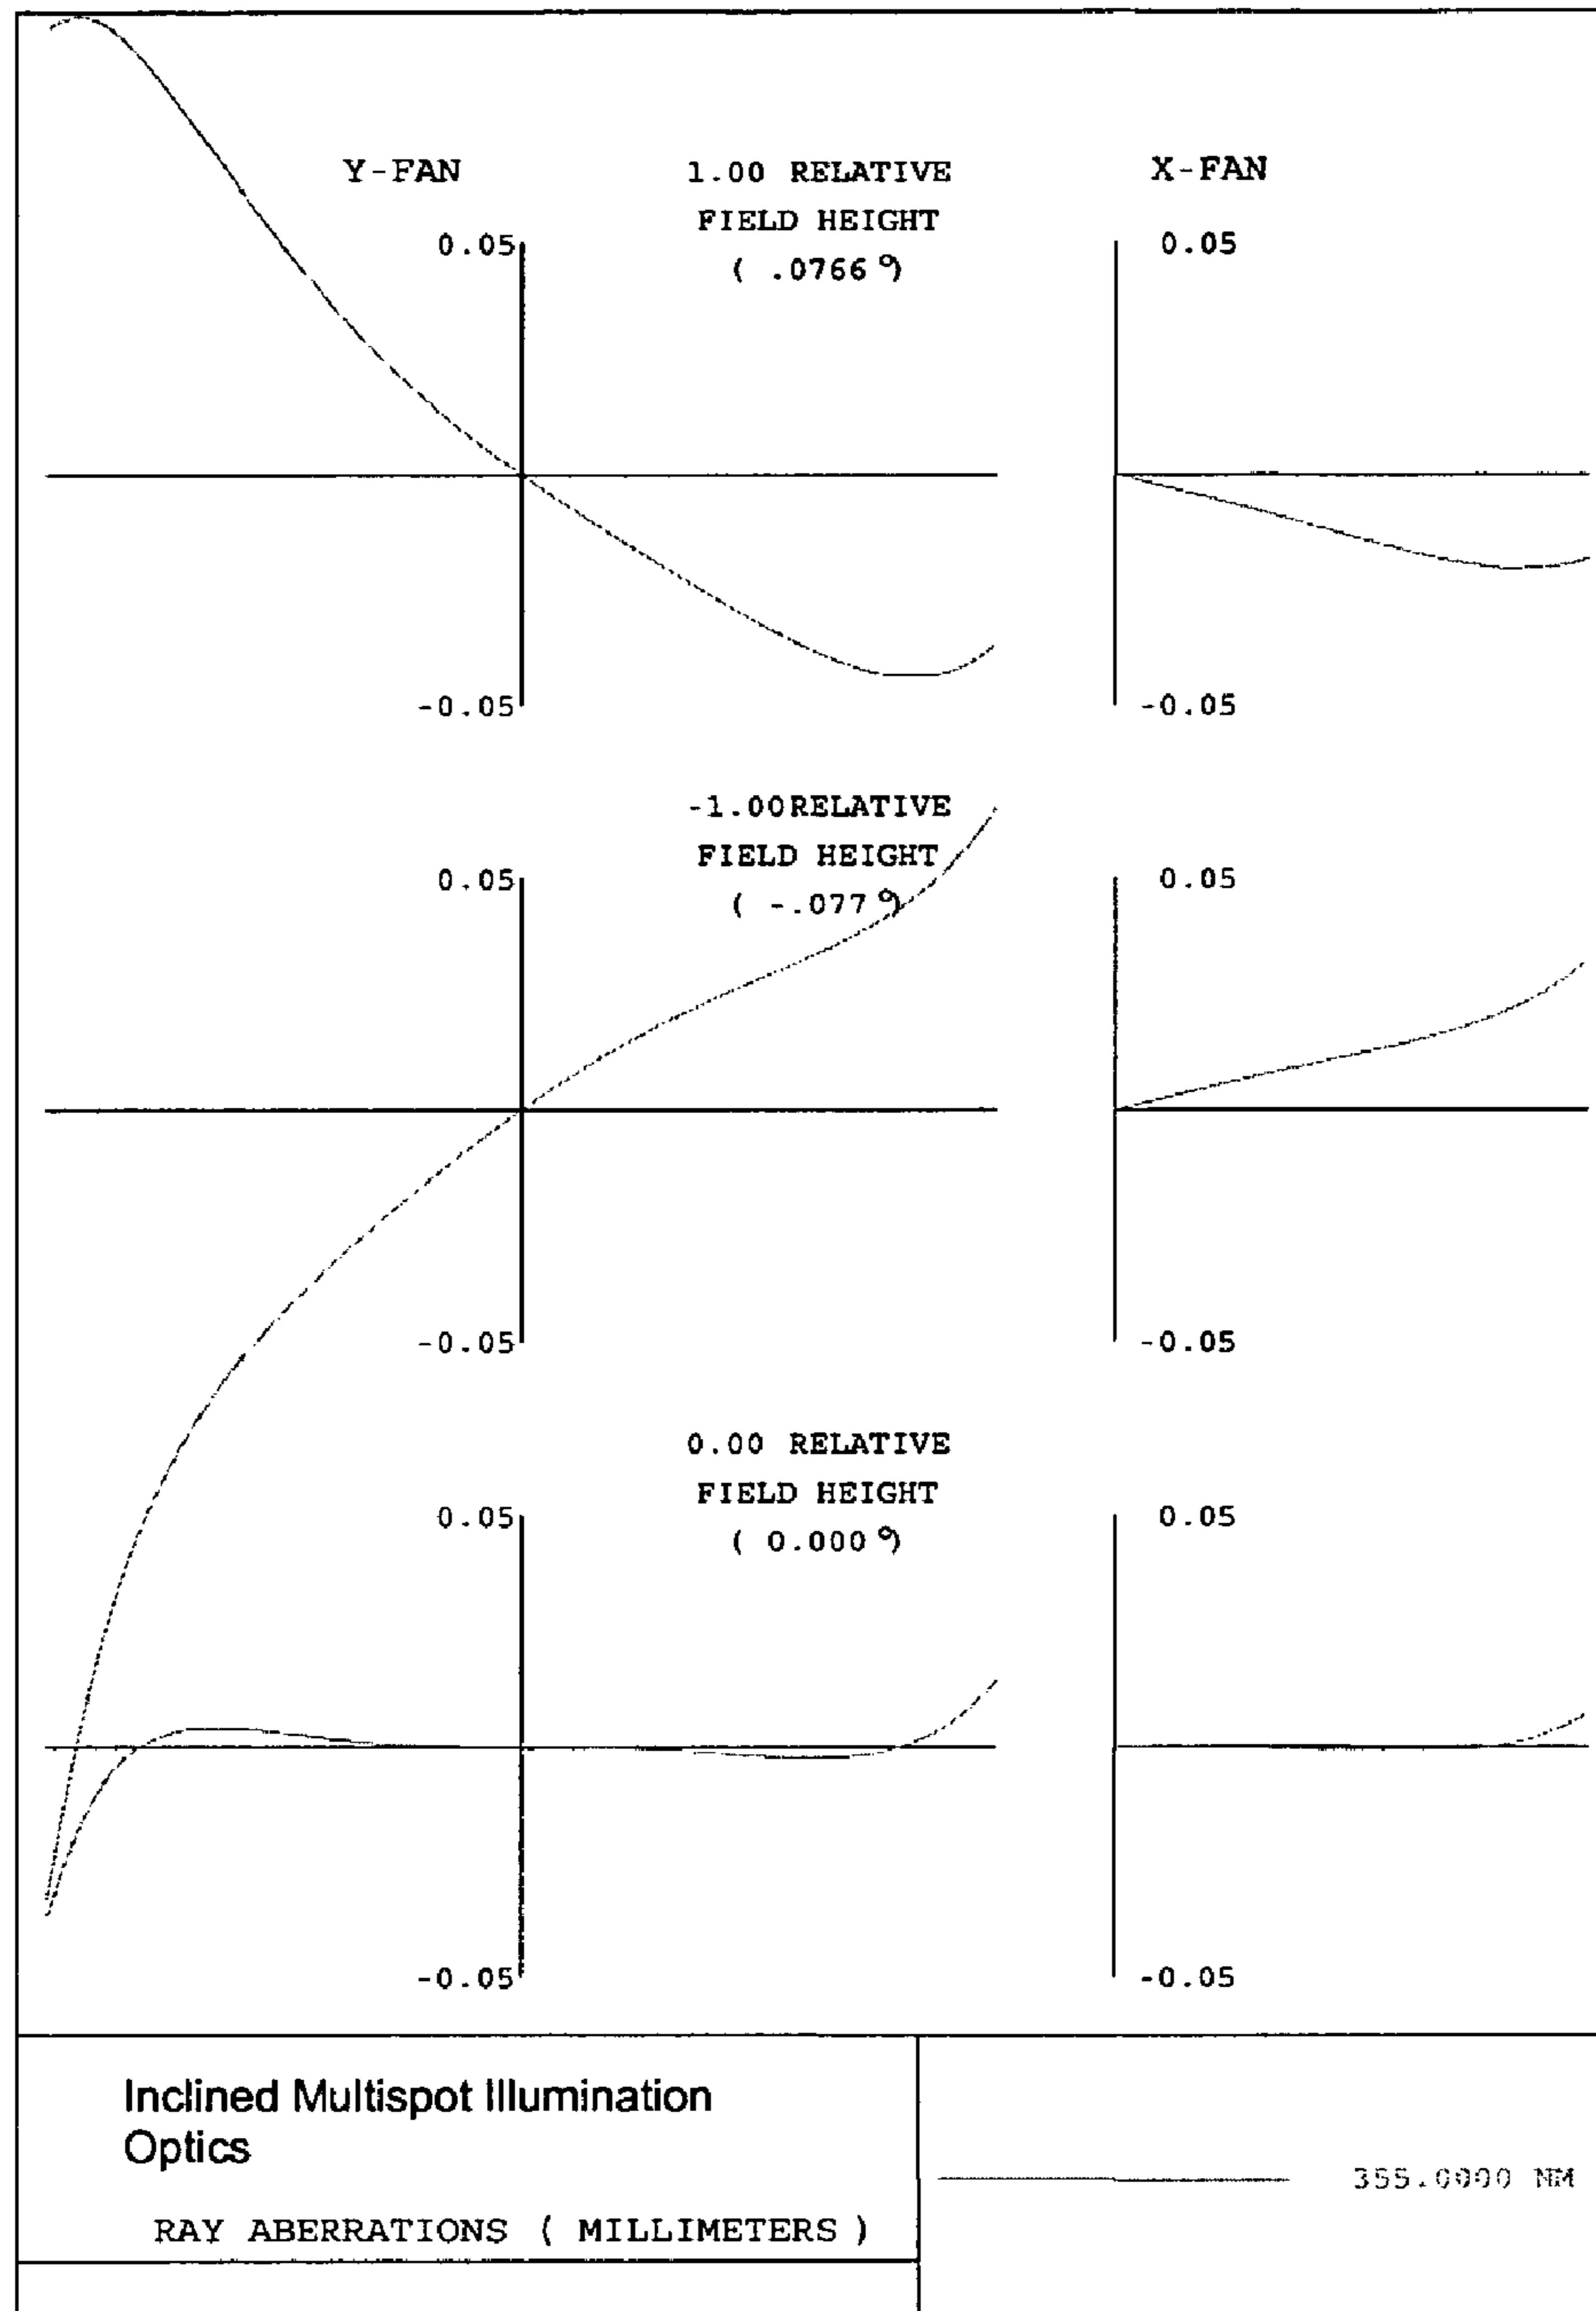 Y-FAN
1.00 RELATIVE
FIELD HEIGHT
( .0766°)
X-FAN
0.05
0.05
-0.05
-0.05
-1.00RELATIVE
FIELD HEIGHT
( -.077°)
0.05
0.05
-0.05
-0.05
0.00 RELATIVE
FIELD HEIGHT
( 0.000°)
0.05
0.05
-0.05
-0.05
Inclined Multispot Illumination
Optics
RAY ABERRATIONS ( MILLIMETERS )
355.0000 NM